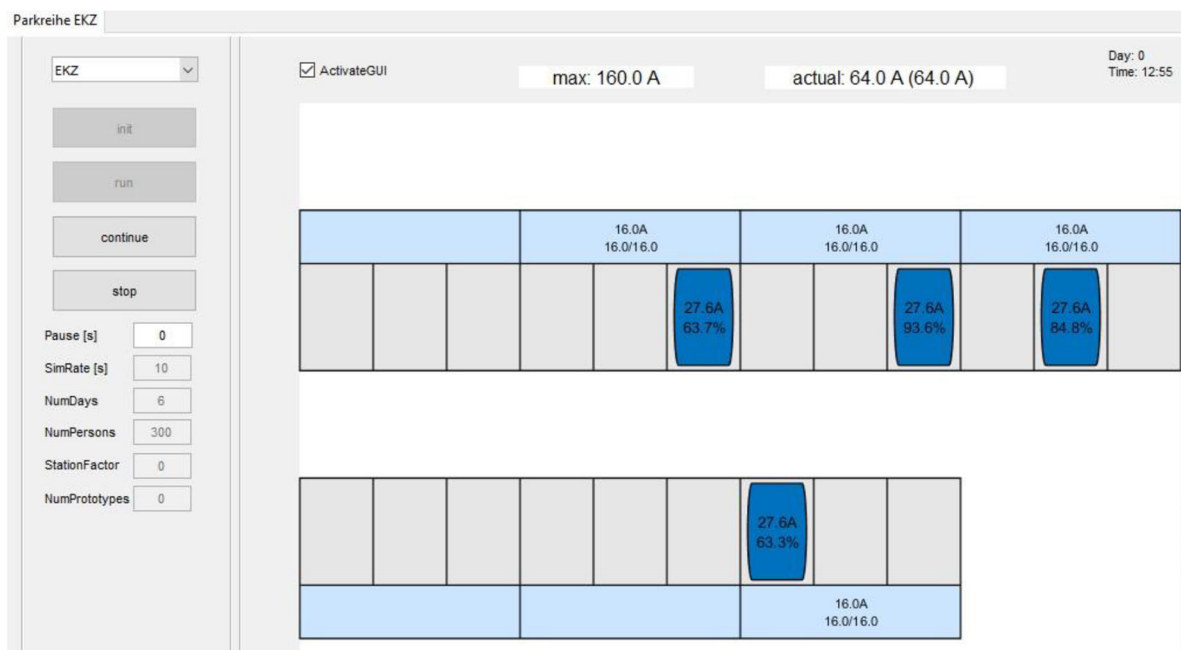 Parkreihe EKZ
EKZ
ActivateGUI
max: 160.0 A
actual: 64.0 A (64.0 A)
Day: 0
Time: 12:55
init
run
continue
stop
Pause [s] 0
SimRate [s] 10
NumDays 6
NumPersons 300
StationFactor 0
NumPrototypes 0
16.0A
16.0/16.0
16.0A
16.0/16.0
16.0A
16.0/16.0
27.6A
63.7%
27.6A
93.6%
27.6A
84.8%
27.6A
63.3%
16.0A
16.0/16.0